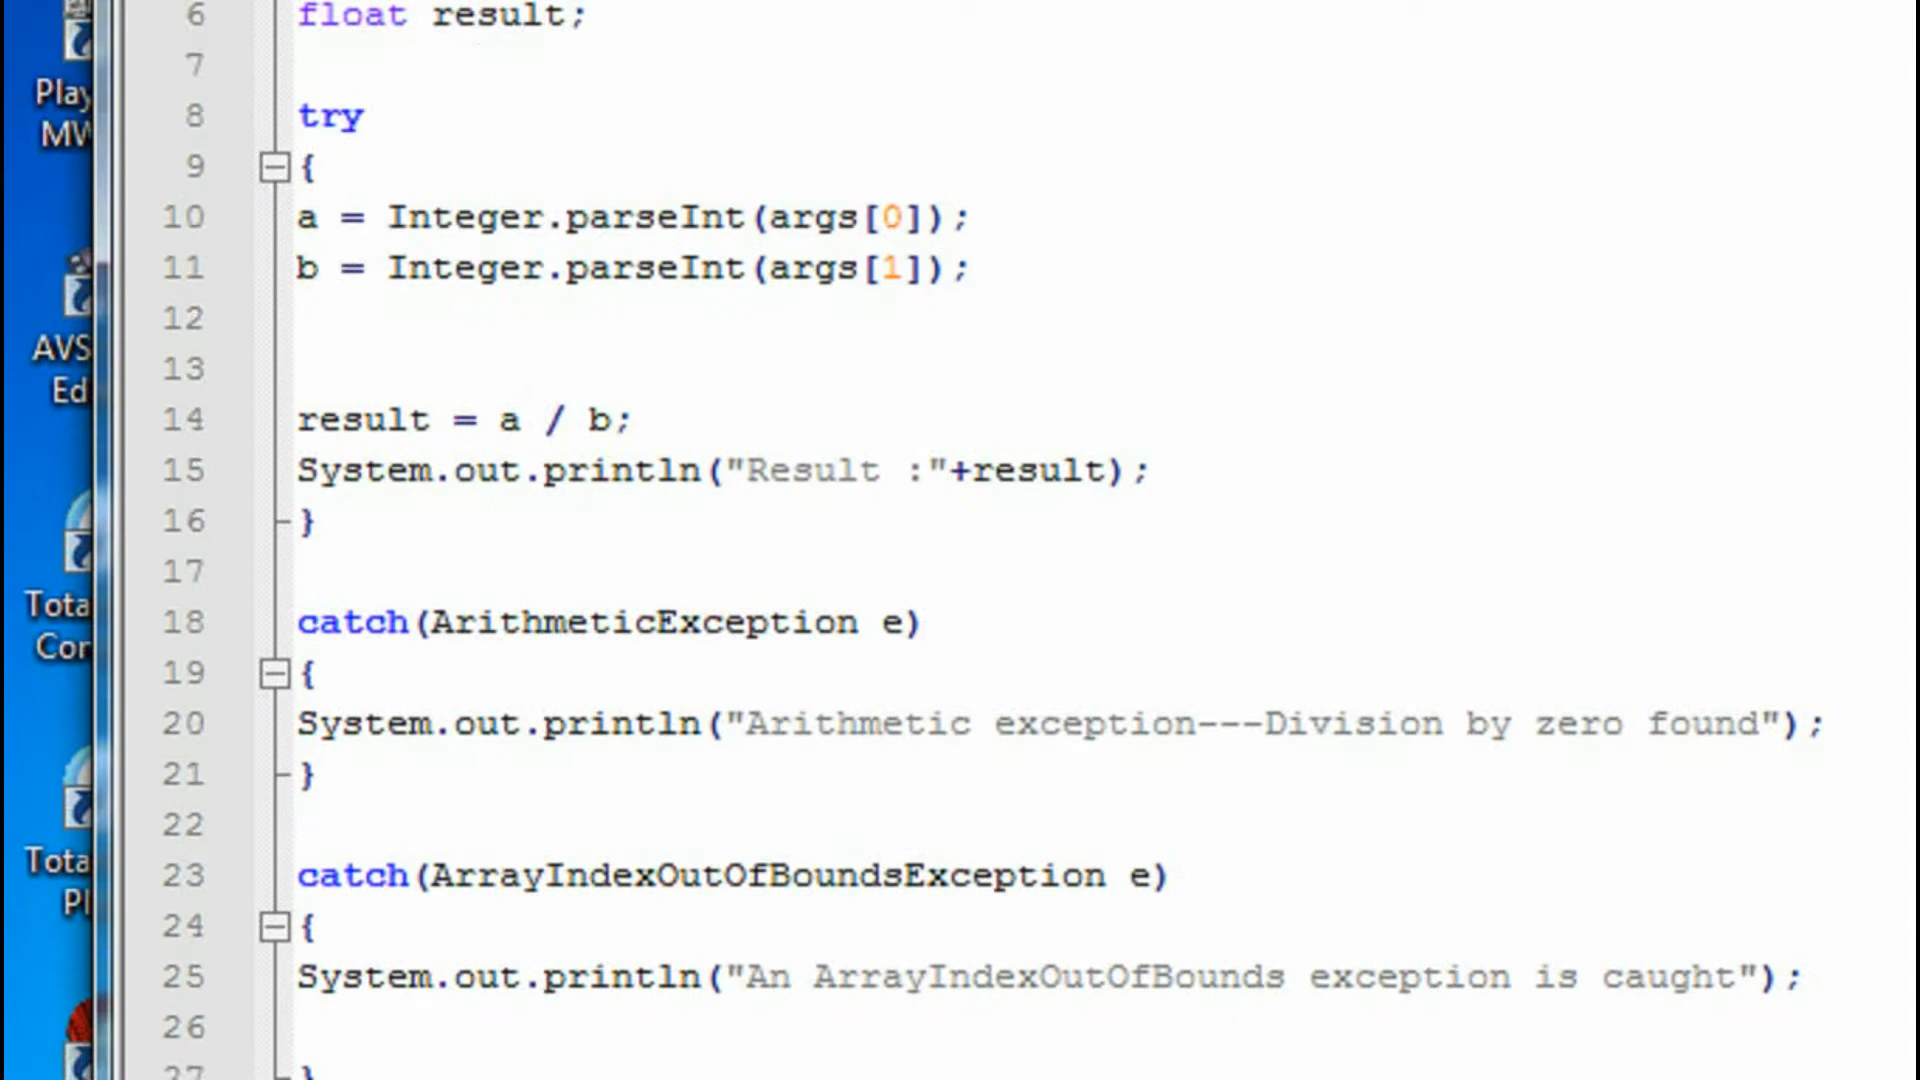 6 float result;
7
8 try
9 {
10 a = Integer.parseInt(args[0]);
11 b = Integer.parseInt(args[1]);
12
13
14 result = a / b;
15 System.out.println("Result :"+result);
16 }
17
18 catch(ArithmeticException e)
19 {
20 System.out.println("Arithmetic exception---Division by zero found");
21 }
22
23 catch(ArrayIndexOutOfBoundsException e)
24 {
25 System.out.println("An ArrayIndexOutOfBounds exception is caught");
26
27 }
Play
MW
AVS
Ed
Tota
Con
Tota
Pl